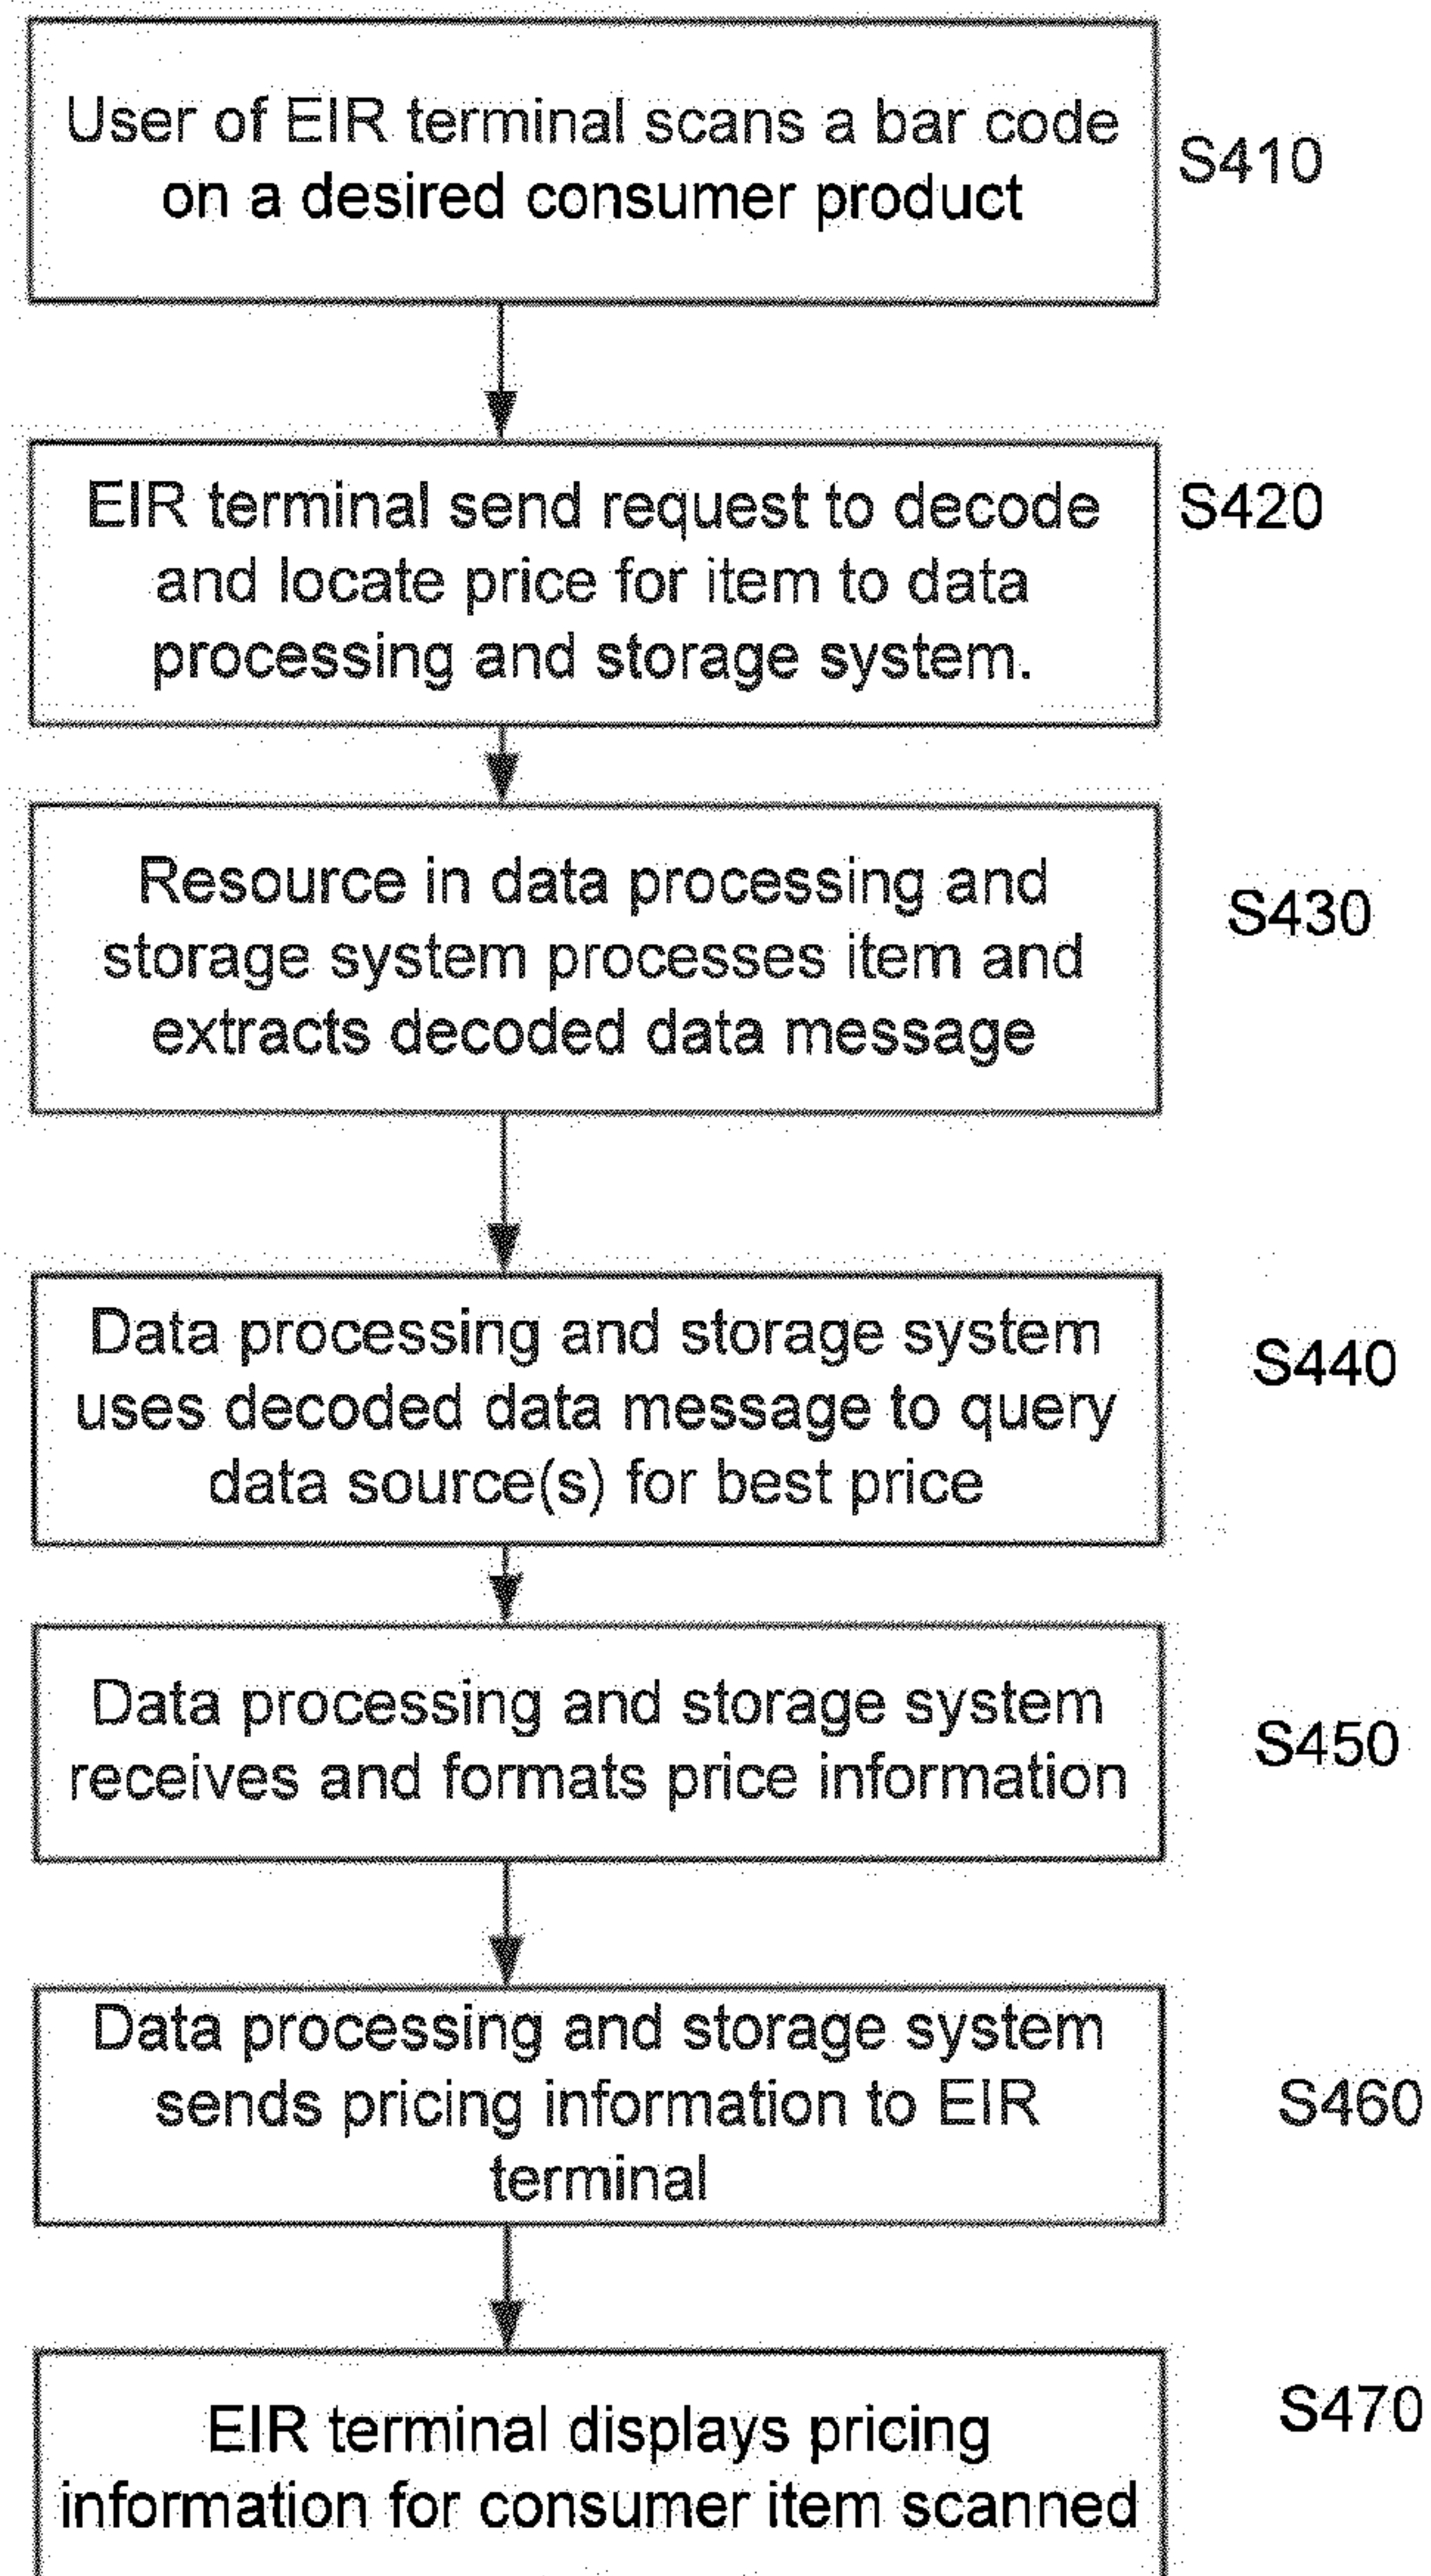 User of EIR terminal scans a bar code
on a desired consumer product
S410
EIR terminal send request to decode
and locate price for item to data
processing and storage system.
S420
Resource in data processing and
storage system processes item and
extracts decoded data message
S430
Data processing and storage system
uses decoded data message to query
data source(s) for best price
S440
Data processing and storage system
receives and formats price information
S450
Data processing and storage system
sends pricing information to EIR
terminal
S460
EIR terminal displays pricing
information for consumer item scanned
S470